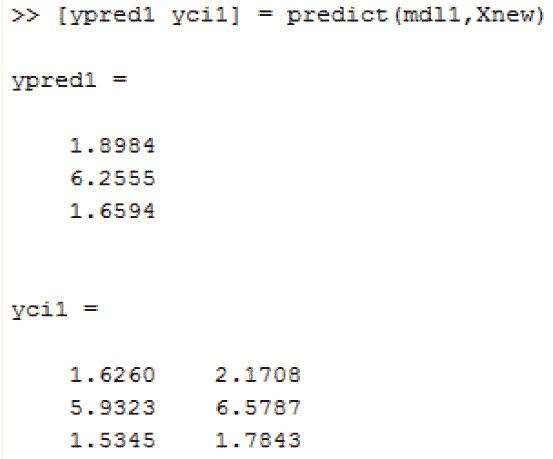 >> [ypred1 yci1] = predict(mdl1,Xnew)
ypred1 =
1.8984
6.2555
1.6594
yci1 =
1.6260 2.1708
5.9323 6.5787
1.5345 1.7843